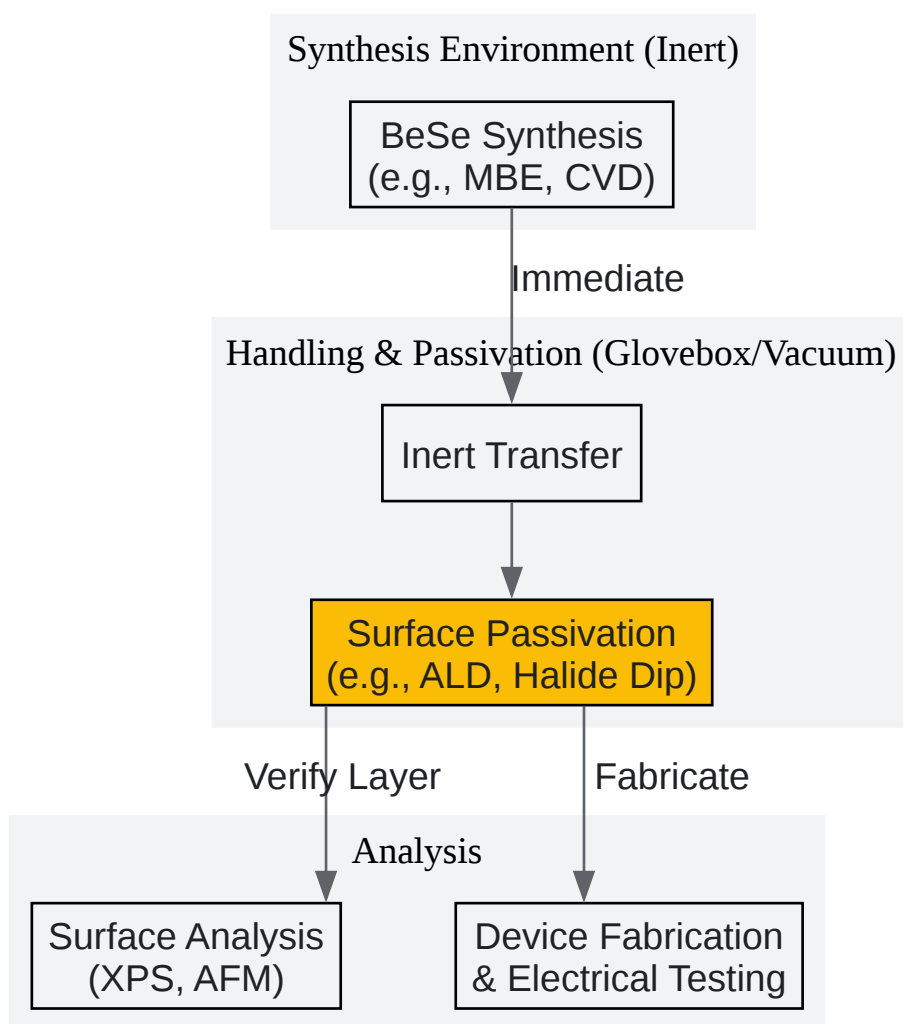 Synthesis Environment (Inert)
BeSe Synthesis
(e.g., MBE, CVD)
Immediate
Handling & Passivation (Glovebox/Vacuum)
Inert Transfer
Surface Passivation
(e.g., ALD, Halide Dip)
Verify Layer
Fabricate
Analysis
Surface Analysis
(XPS, AFM)
Device Fabrication
& Electrical Testing